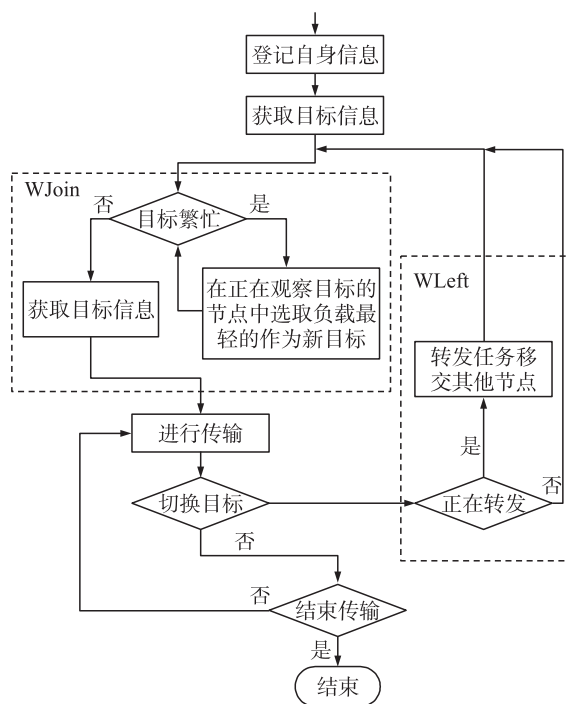 登记自身信息
获取目标信息
WJoin
否
目标繁忙
是
获取目标信息
在正在观察目标的
节点中选取负载最
轻的作为新目标
WLeft
转发任务移
交其他节点
进行传输
是
切换目标
正在转发
否
否
否
结束传输
是
结束